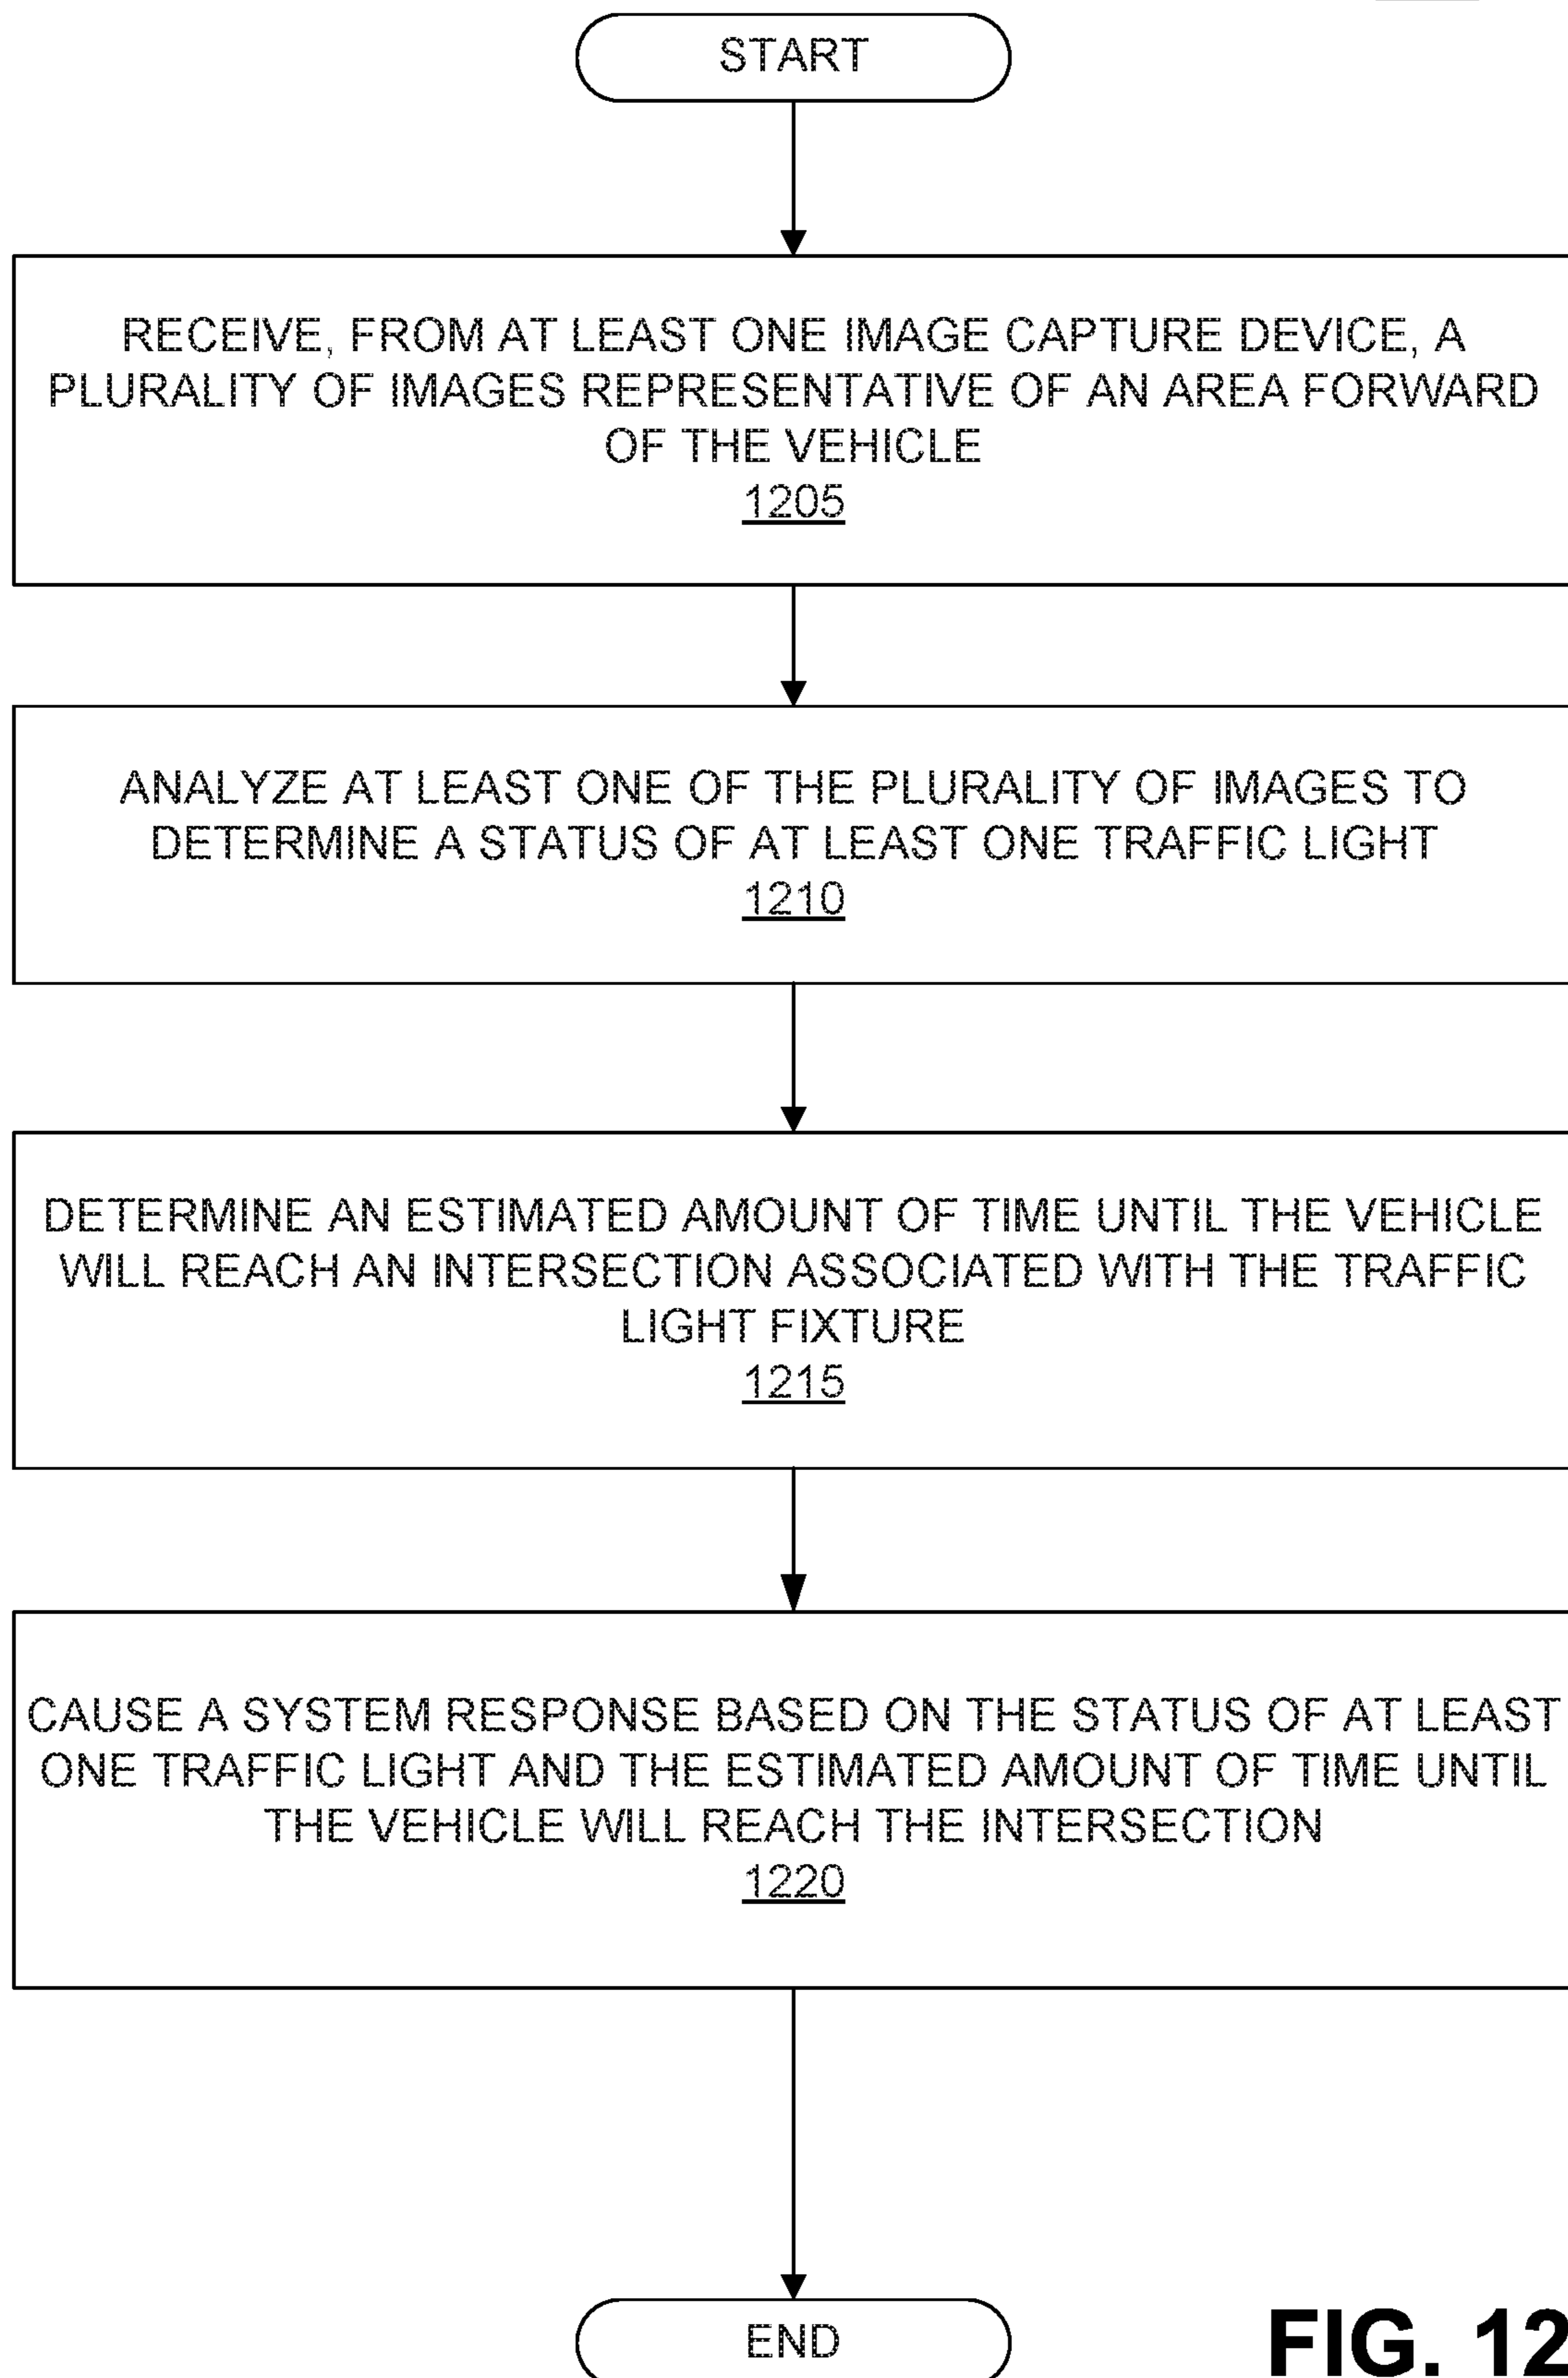 START
RECEIVE, FROM AT LEAST ONE IMAGE CAPTURE DEVICE, A
PLURALITY OF IMAGES REPRESENTATIVE OF AN AREA FORWARD
OF THE VEHICLE
1205
ANALYZE AT LEAST ONE OF THE PLURALITY OF IMAGES TO
DETERMINE A STATUS OF AT LEAST ONE TRAFFIC LIGHT
1210
DETERMINE AN ESTIMATED AMOUNT OF TIME UNTIL THE VEHICLE
WILL REACH AN INTERSECTION ASSOCIATED WITH THE TRAFFIC
LIGHT FIXTURE
1215
CAUSE A SYSTEM RESPONSE BASED ON THE STATUS OF AT LEAST
ONE TRAFFIC LIGHT AND THE ESTIMATED AMOUNT OF TIME UNTIL
THE VEHICLE WILL REACH THE INTERSECTION
1220
END
FIG. 12